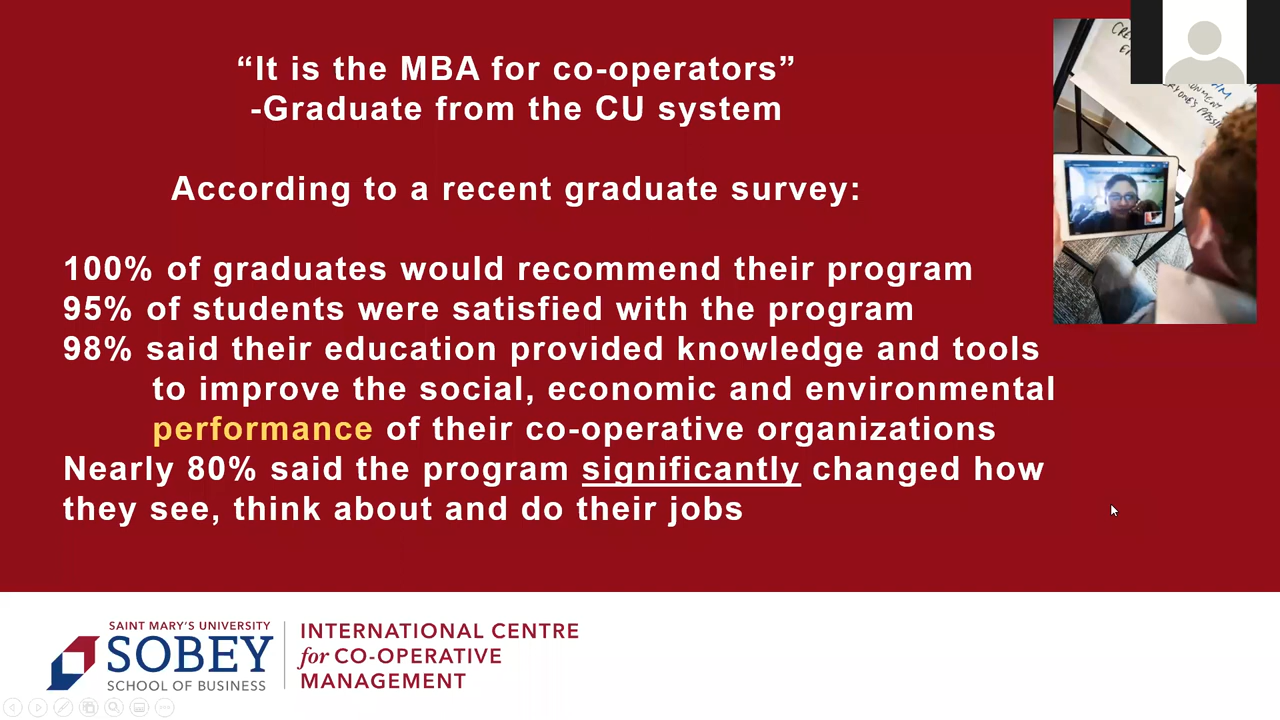 “It is the MBA for co-operators”
-Graduate from the CU system
According to a recent graduate survey:
100% of graduates would recommend their program
95% of students were satisfied with the program
98% said their education provided knowledge and tools
to improve the social, economic and environmental
performance of their co-operative organizations
Nearly 80% said the program significantly changed how
they see, think about and do their jobs
SAINT MARY'S UNIVERSITY
SOBEY
SCHOOL OF BUSINESS
INTERNATIONAL CENTRE
for CO-OPERATIVE
MANAGEMENT